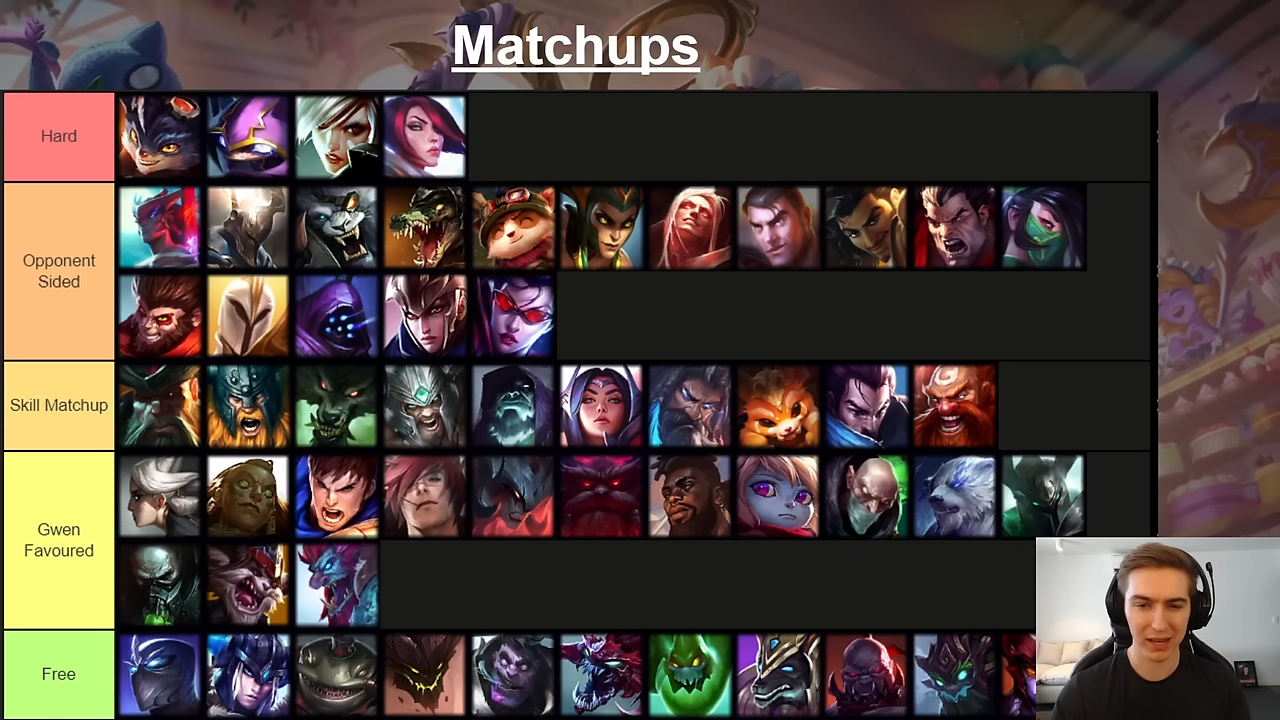 Matchups
Hard
Opponent
Sided
Skill Matchup
Gwen
Favoured
Free